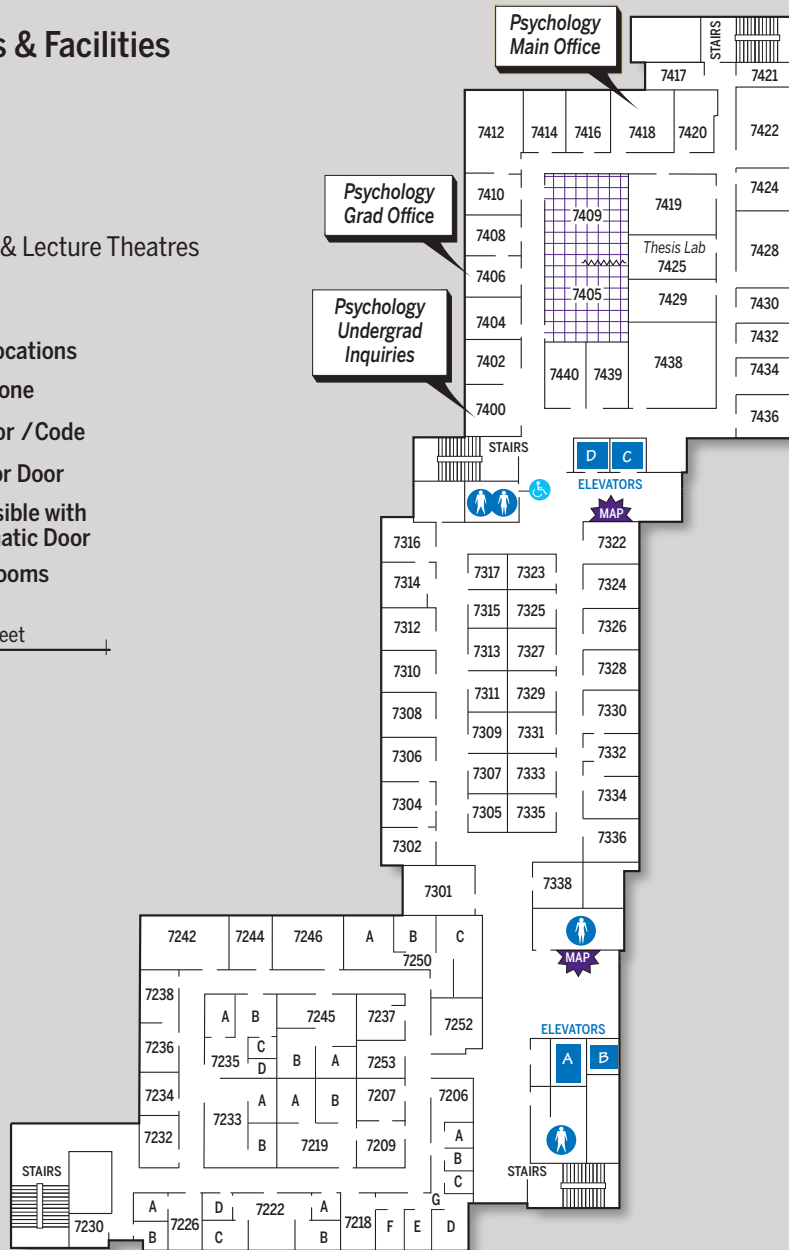 s & Facilities
& Lecture Theatres
ocations
one
or / Code
or Door
sible with
natic Door
ooms
eet
Psychology
Main Office
STAIRS
7417
7421
7412
7414
7416
7418
7420
7422
7410
7409
7419
7424
Psychology
Grad Office
7408
Thesis Lab
7425
7428
7406
7405
7429
7430
Psychology
Undergrad
Inquiries
7404
7432
7402
7440
7439
7438
7434
7400
7436
STAIRS
D
C
ELEVATORS
MAP
7316
7322
7317
7323
7314
7324
7315
7325
7312
7326
7313
7327
7310
7328
7311
7329
7308
7330
7309
7331
7306
7332
7307
7333
7304
7334
7305
7335
7302
7336
7301
7338
MAP
7242
7244
7246
A
B
C
7250
7238
A
B
7245
7237
7252
ELEVATORS
A
B
7236
7235
C
D
B
A
7253
7234
A
A
B
7207
7206
7233
7232
B
7219
7209
A
B
C
STAIRS
STAIRS
G
7230
A
B
7226
D
C
7222
A
B
7218
F
E
D